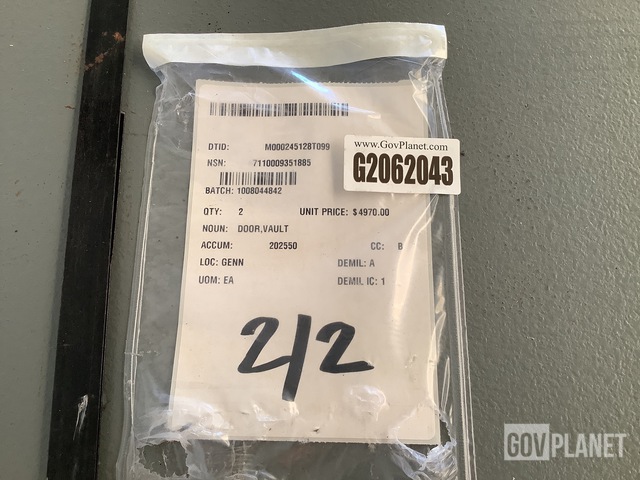 DTID: M000245128T099
NSN: 7110009351885
www.GovPlanet.com
G2062043
BATCH: 1008044842
QTY: 2 UNIT PRICE: $4970.00
NOUN: DOOR,VAULT
ACCUM: 202550 CC: B
LOC: GENN DEMIL: A
UOM: EA DEMIL IC: 1
2/2
GOVPLANET